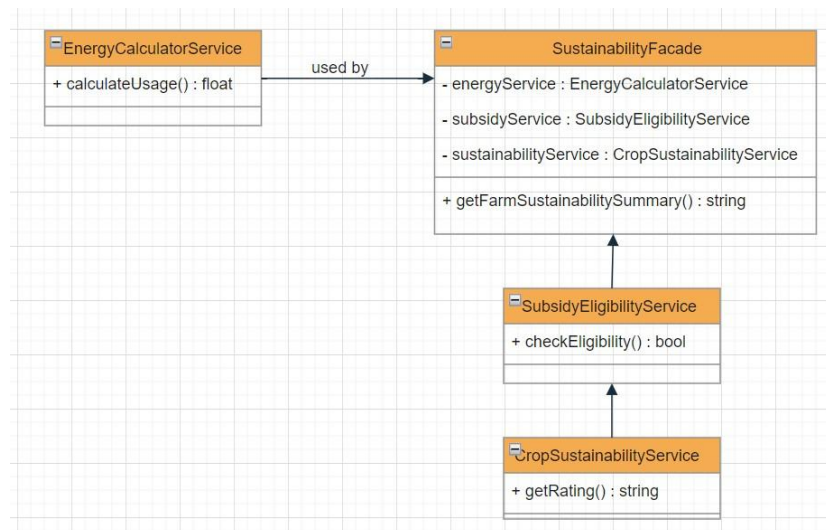 EnergyCalculatorService
+ calculateUsage() : float
used by
SustainabilityFacade
- energyService : EnergyCalculatorService
- subsidyService : SubsidyEligibilityService
- sustainabilityService : CropSustainabilityService
+ getFarmSustainabilitySummary() : string
SubsidyEligibilityService
+ checkEligibility() : bool
CropSustainabilityService
+ getRating() : string